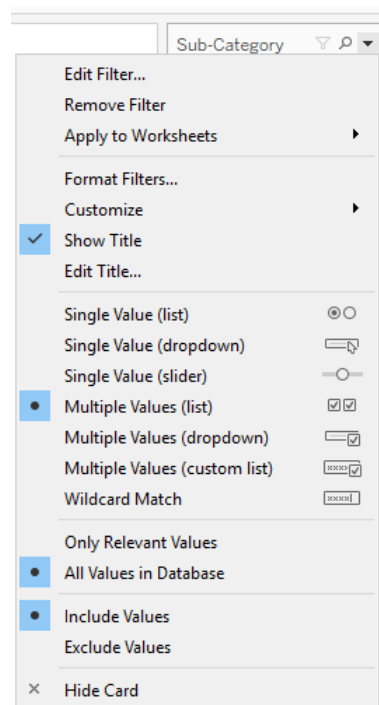 Sub-Category
Edit Filter...
Remove Filter
Apply to Worksheets
Format Filters...
Customize
Show Title
Edit Title...
Single Value (list)
Single Value (dropdown)
Single Value (slider)
Multiple Values (list)
Multiple Values (dropdown)
Multiple Values (custom list)
Wildcard Match
Only Relevant Values
All Values in Database
Include Values
Exclude Values
Hide Card